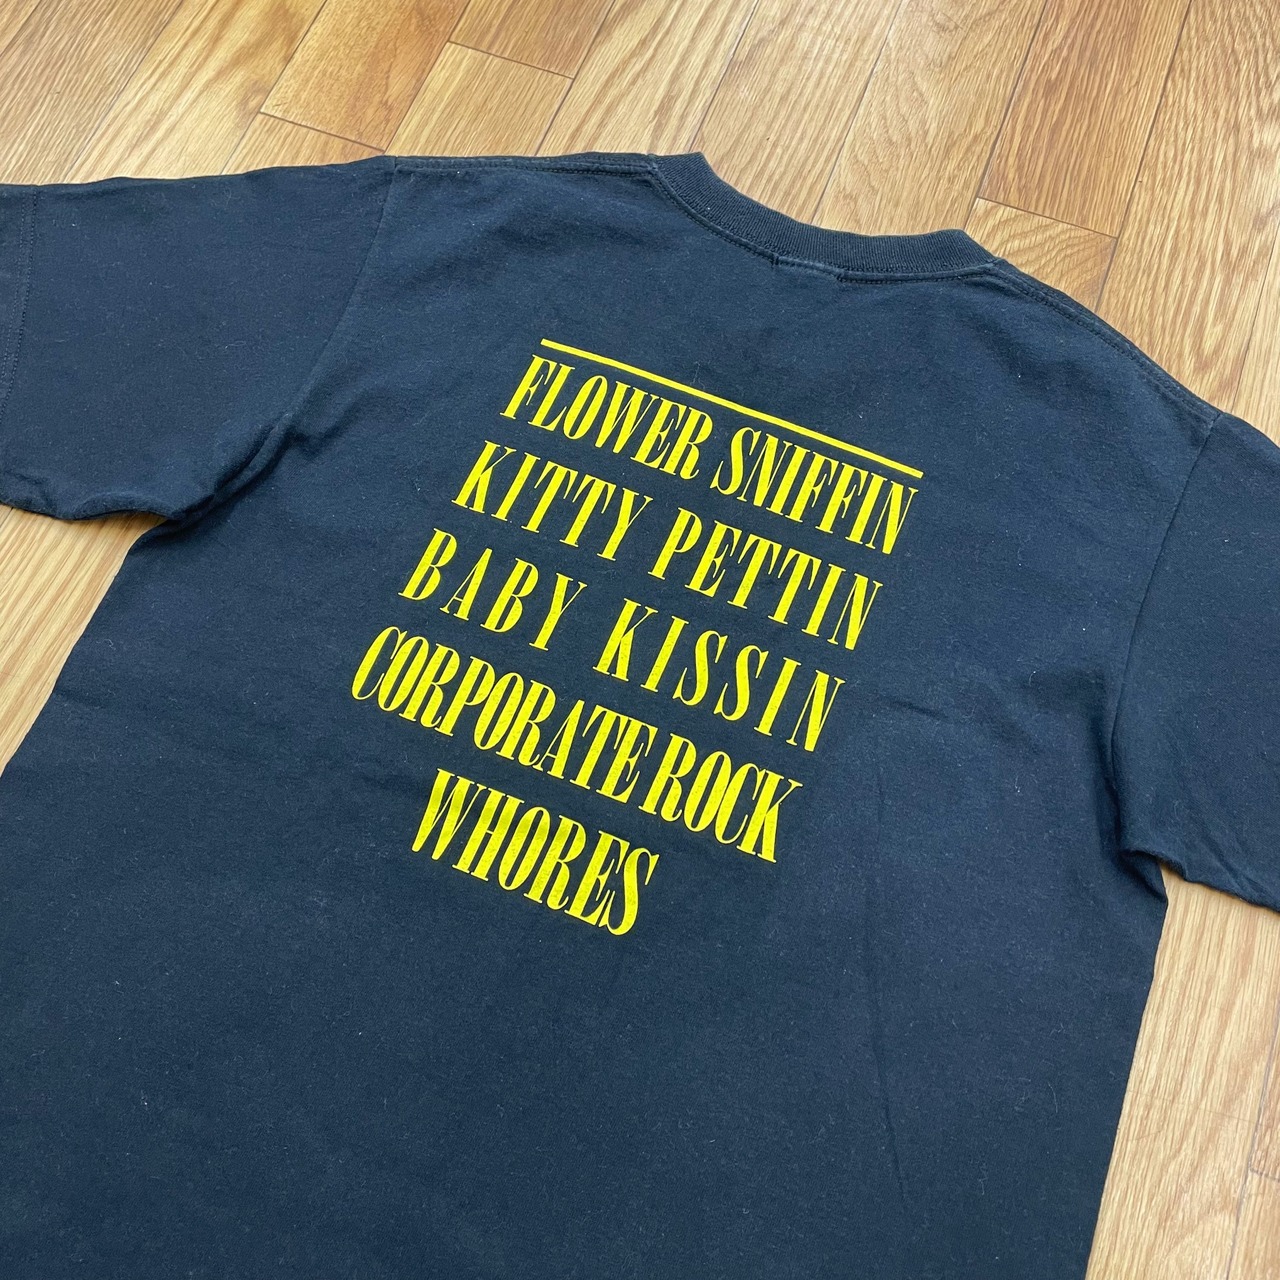 FLOWER SNIFFIN
KITTY PETTIN
BABY KISSIN
CORPORATE ROCK
WHORES